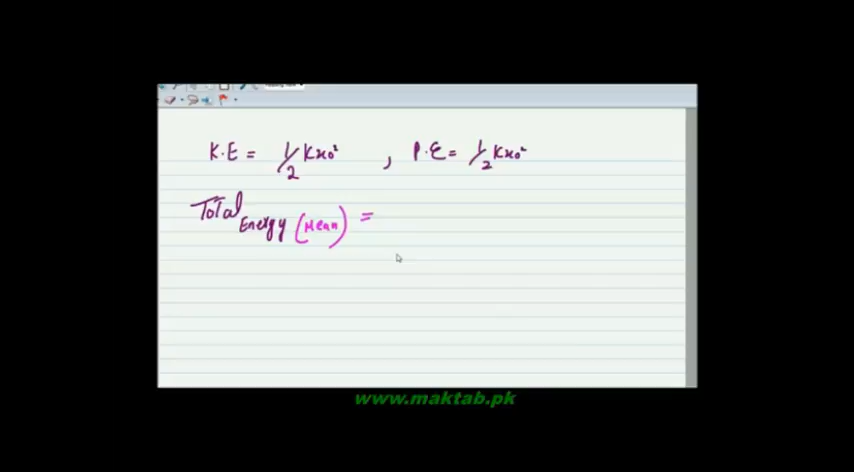 K.E = 1/2 Kx₀² , P.E = 1/2 Kx₀²
Total Energy (Mean) =
www.maktab.pk